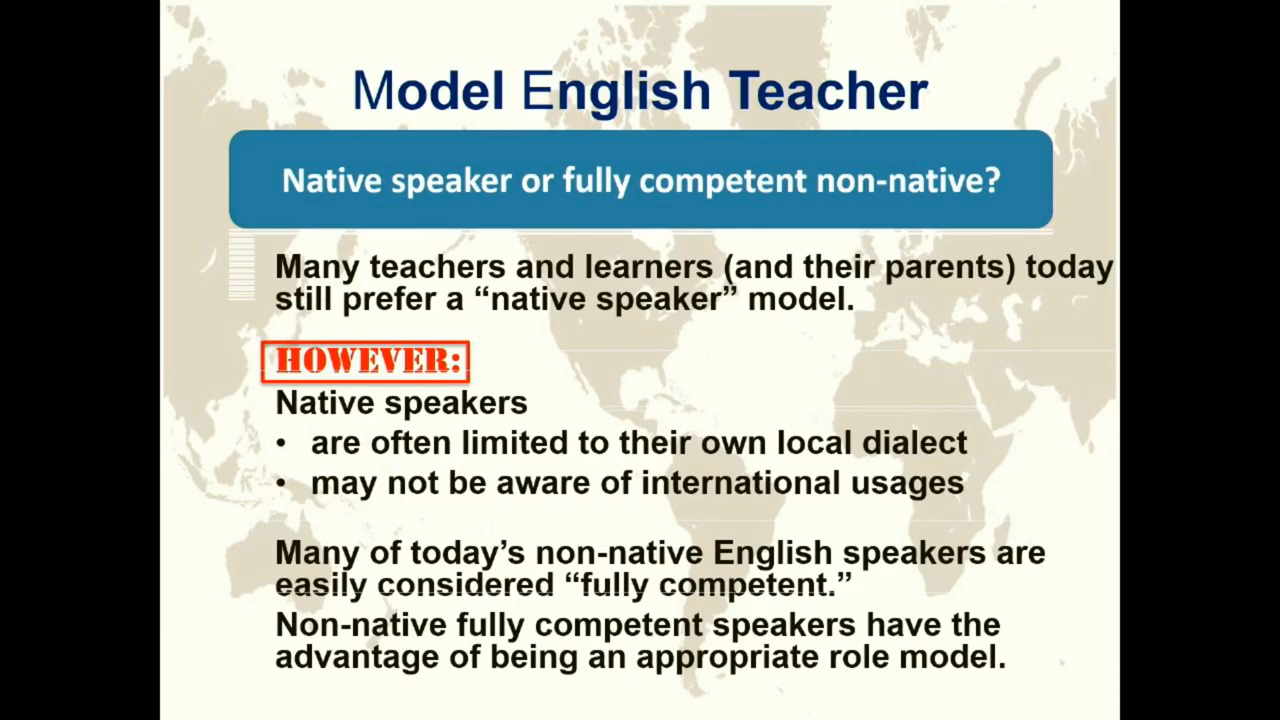 Model English Teacher
Native speaker or fully competent non-native?
Many teachers and learners (and their parents) today
still prefer a “native speaker” model.
HOWEVER:
Native speakers
• are often limited to their own local dialect
• may not be aware of international usages
Many of today’s non-native English speakers are
easily considered “fully competent.”
Non-native fully competent speakers have the
advantage of being an appropriate role model.